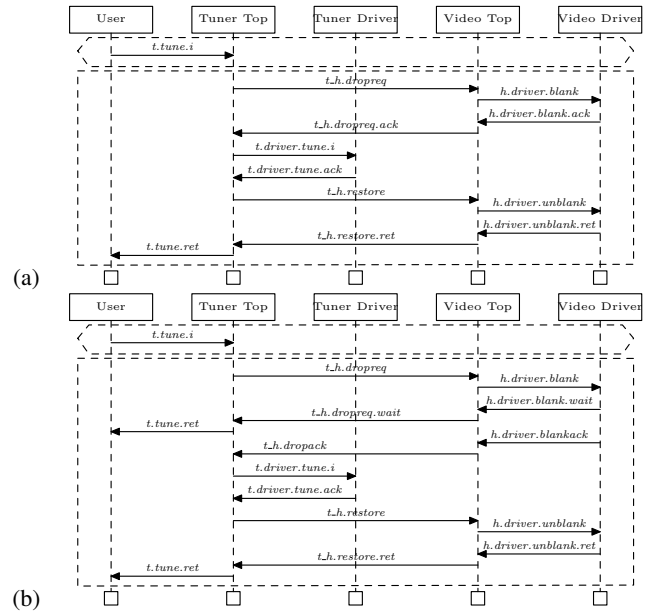 User Tuner Top Tuner Driver Video Top Video Driver
t.tune.i
t_h.dropreq
h.driver.blank
h.driver.blank.ack
t_h.dropreq.ack
t.driver.tune.i
t.driver.tune.ack
t_h.restore
h.driver.unblank
h.driver.unblank.ret
t_h.restore.ret
t.tune.ret
(a)
User Tuner Top Tuner Driver Video Top Video Driver
t.tune.i
t_h.dropreq
h.driver.blank
h.driver.blank.wait
t_h.dropreq.wait
t.tune.ret
h.driver.blankack
t_h.dropack
t.driver.tune.i
t.driver.tune.ack
t_h.restore
h.driver.unblank
h.driver.unblank.ret
t_h.restore.ret
t.tune.ret
(b)